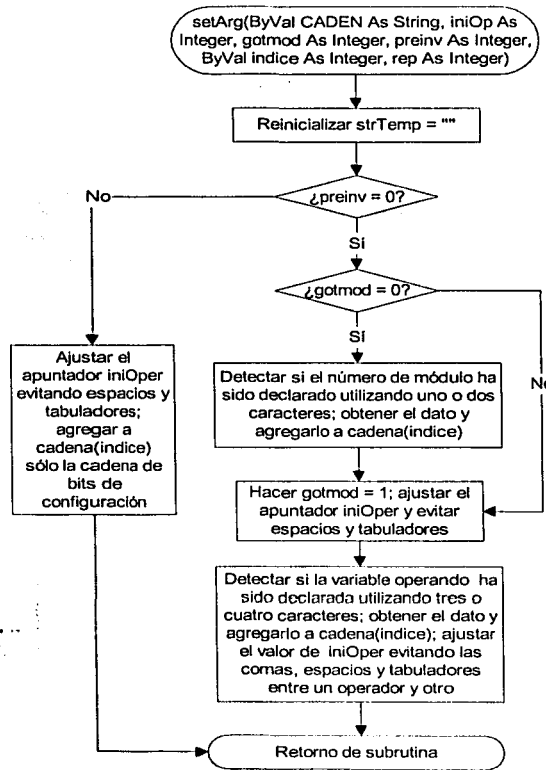 setArg(ByVal CADEN As String, iniOp As
Integer, gotmod As Integer, preinv As Integer,
ByVal indice As Integer, rep As Integer)
Reinicializar strTemp = ""
¿preinv = 0?
No
Sí
¿gotmod = 0?
No
Sí
Ajustar el
apuntador iniOper
evitando espacios y
tabuladores;
agregar a
cadena(indice)
sólo la cadena de
bits de
configuración
Detectar si el número de módulo ha
sido declarado utilizando uno o dos
caracteres; obtener el dato y
agregarlo a cadena(indice)
Hacer gotmod = 1; ajustar el
apuntador iniOper y evitar
espacios y tabuladores
Detectar si la variable operando ha
sido declarada utilizando tres o
cuatro caracteres; obtener el dato y
agregarlo a cadena(indice); ajustar
el valor de iniOper evitando las
comas, espacios y tabuladores
entre un operador y otro
Retorno de subrutina